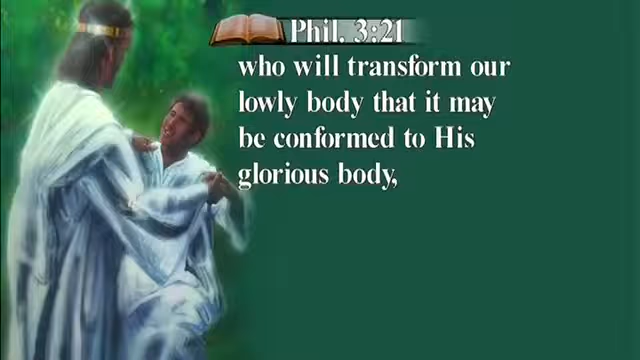 Phil. 3:21
who will transform our
lowly body that it may
be conformed to His
glorious body,